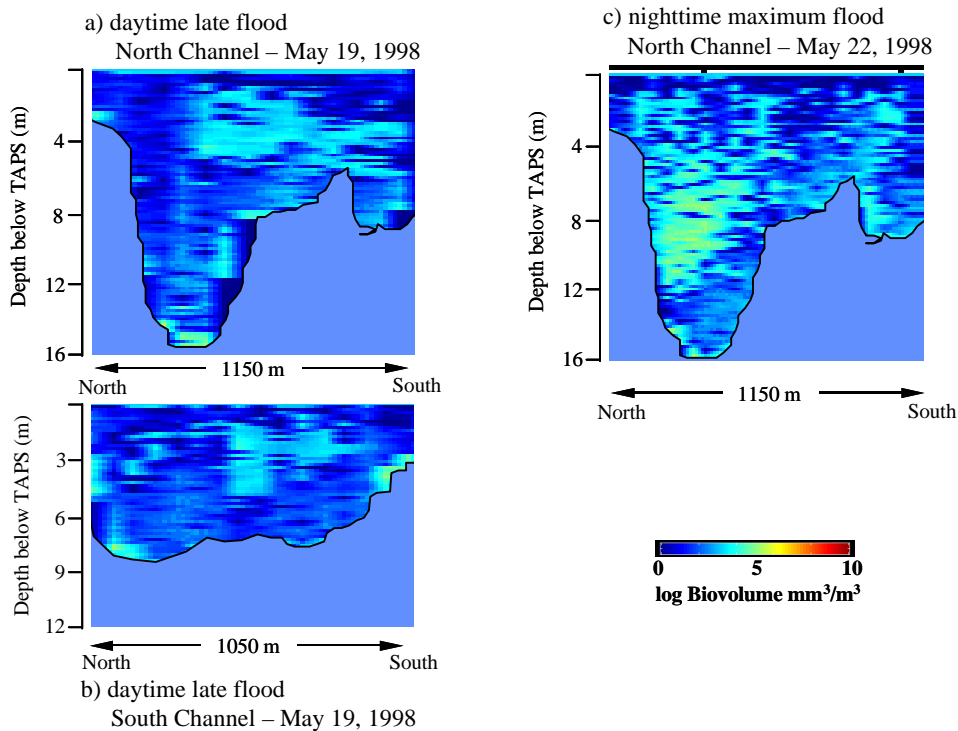 a) daytime late flood
North Channel – May 19, 1998
Depth below TAPS (m)
4
8
12
16
1150 m
North
South
Depth below TAPS (m)
3
6
9
12
1050 m
North
South
b) daytime late flood
South Channel – May 19, 1998
c) nighttime maximum flood
North Channel – May 22, 1998
Depth below TAPS (m)
4
8
12
16
1150 m
North
South
0
5
10
log Biovolume mm³/m³